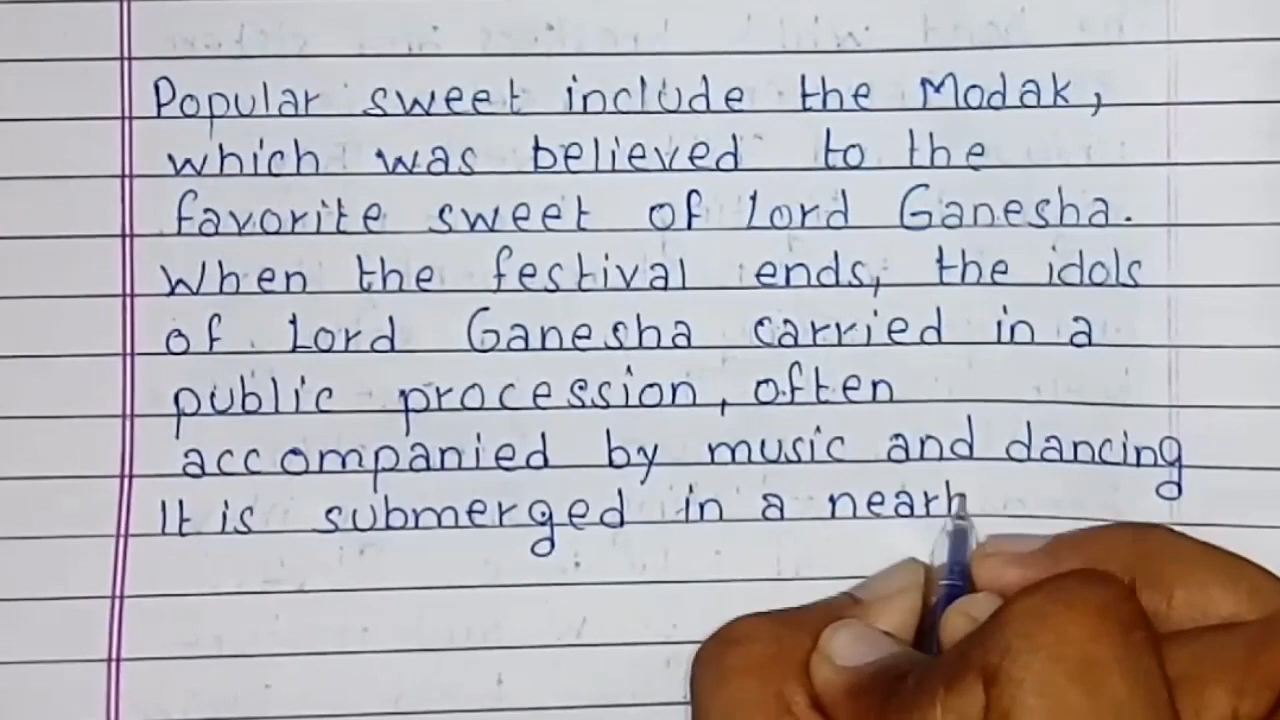 Popular sweet include the Modak,
which was believed to the
favorite sweet of Lord Ganesha.
When the festival ends, the idols
of Lord Ganesha carried in a
public procession, often
accompanied by music and dancing
It is submerged in a